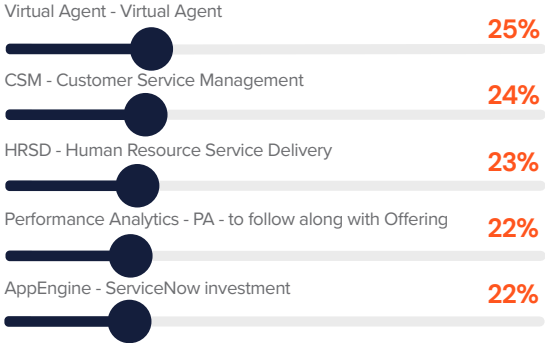 Virtual Agent - Virtual Agent
25%
CSM - Customer Service Management
24%
HRSD - Human Resource Service Delivery
23%
Performance Analytics - PA - to follow along with Offering
22%
AppEngine - ServiceNow investment
22%